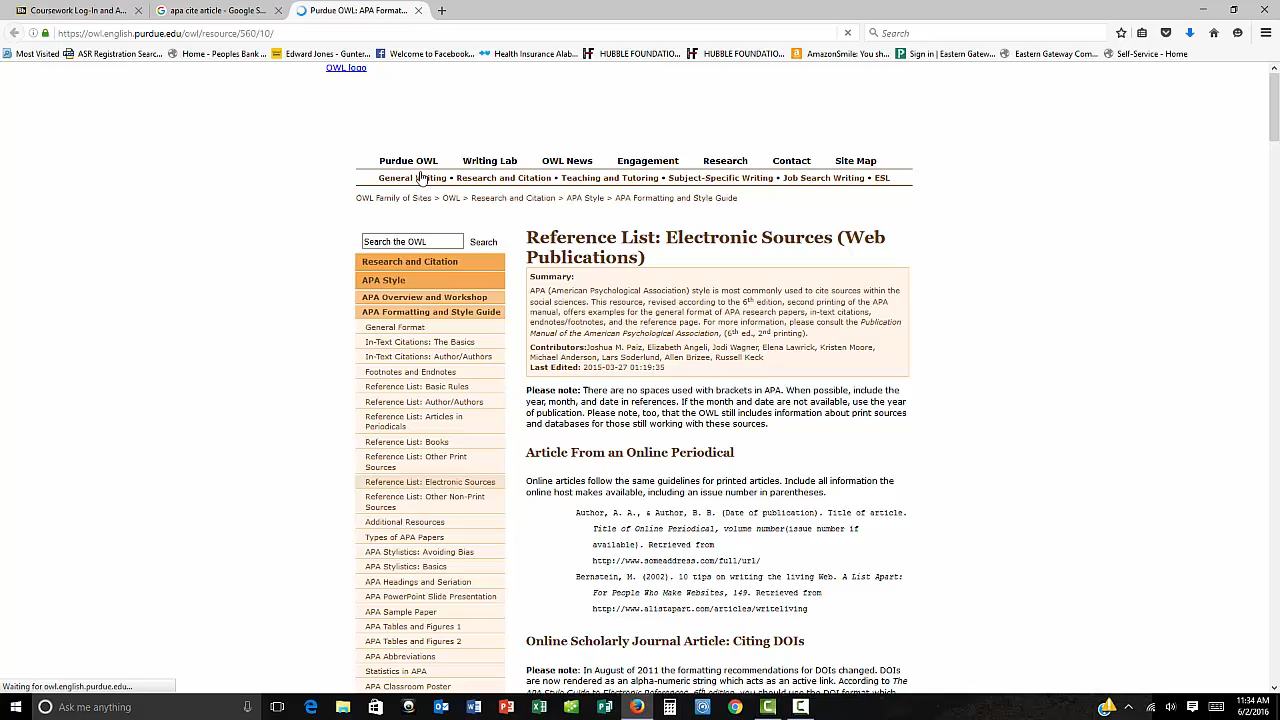 Coursework Log-In and Ac...
apa cite article - Google S...
Purdue OWL: APA Format...
https://owl.english.purdue.edu/owl/resource/560/10/
Search
Most Visited
ASR Registration Searc...
Home - Peoples Bank ...
Edward Jones - Gunter...
Welcome to Facebook...
Health Insurance Alab...
HUBBLE FOUNDATIO...
HUBBLE FOUNDATIO...
AmazonSmile: You sh...
Sign in | Eastern Gatew...
Eastern Gateway Com...
Self-Service - Home
OWL logo
Purdue OWL Writing Lab OWL News Engagement Research Contact Site Map
General Writing • Research and Citation • Teaching and Tutoring • Subject-Specific Writing • Job Search Writing • ESL
OWL Family of Sites > OWL > Research and Citation > APA Style > APA Formatting and Style Guide
Search the OWL
Search
Research and Citation
APA Style
APA Overview and Workshop
APA Formatting and Style Guide
General Format
In-Text Citations: The Basics
In-Text Citations: Author/Authors
Footnotes and Endnotes
Reference List: Basic Rules
Reference List: Author/Authors
Reference List: Articles in
Periodicals
Reference List: Books
Reference List: Other Print
Sources
Reference List: Electronic Sources
Reference List: Other Non-Print
Sources
Additional Resources
Types of APA Papers
APA Stylistics: Avoiding Bias
APA Stylistics: Basics
APA Headings and Seriation
APA PowerPoint Slide Presentation
APA Sample Paper
APA Tables and Figures 1
APA Tables and Figures 2
APA Abbreviations
Statistics in APA
APA Classroom Poster
Reference List: Electronic Sources (Web
Publications)
Summary:
APA (American Psychological Association) style is most commonly used to cite sources within the
social sciences. This resource, revised according to the 6th edition, second printing of the APA
manual, offers examples for the general format of APA research papers, in-text citations,
endnotes/footnotes, and the reference page. For more information, please consult the Publication
Manual of the American Psychological Association, (6th ed., 2nd printing).
Contributors:Joshua M. Paiz, Elizabeth Angeli, Jodi Wagner, Elena Lawrick, Kristen Moore,
Michael Anderson, Lars Soderlund, Allen Brizee, Russell Keck
Last Edited: 2015-03-27 01:19:35
Please note: There are no spaces used with brackets in APA. When possible, include the
year, month, and date in references. If the month and date are not available, use the year
of publication. Please note, too, that the OWL still includes information about print sources
and databases for those still working with these sources.
Article From an Online Periodical
Online articles follow the same guidelines for printed articles. Include all information the
online host makes available, including an issue number in parentheses.
Author, A. A., & Author, B. B. (Date of publication). Title of article.
Title of Online Periodical, volume number(issue number if
available). Retrieved from
http://www.someaddress.com/full/url/
Bernstein, M. (2002). 10 tips on writing the living Web. A List Apart:
For People Who Make Websites, 149. Retrieved from
http://www.alistapart.com/articles/writeliving
Online Scholarly Journal Article: Citing DOIs
Please note: In August of 2011 the formatting recommendations for DOIs changed. DOIs
are now rendered as an alpha-numeric string which acts as an active link. According to The
APA Style Guide to Electronic References, 6th edition, you should use the DOI format which
Waiting for owl.english.purdue.edu...
Ask me anything
11:34 AM
6/2/2016